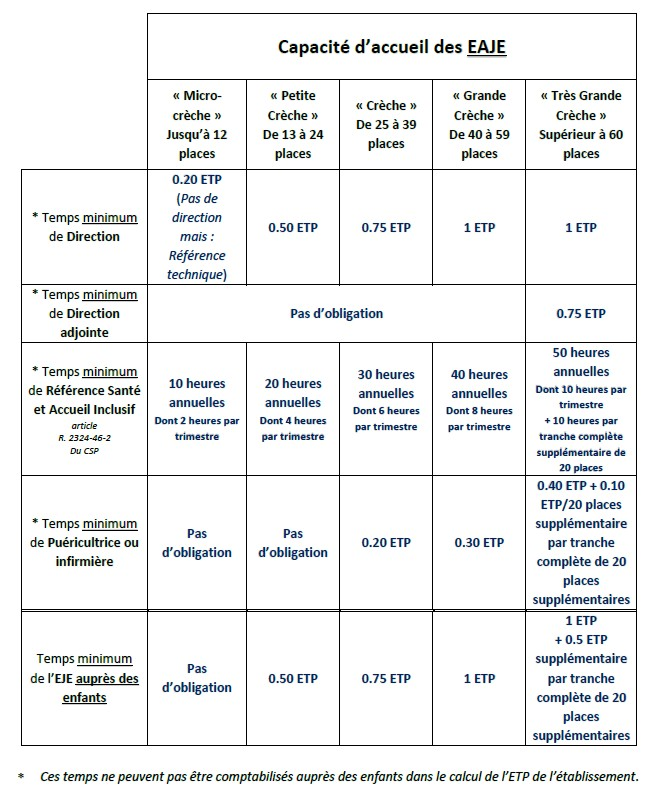 Capacité d'accueil des EAJE
« Micro-
crèche »
Jusqu'à 12
places
« Petite
Crèche »
De 13 à 24
places
« Crèche »
De 25 à 39
places
« Grande
Crèche »
De 40 à 59
places
« Très Grande
Crèche »
Supérieur à 60
places
* Temps minimum
de Direction
0.20 ETP
(Pas de
direction
mais :
Référence
technique)
0.50 ETP
0.75 ETP
1 ETP
1 ETP
* Temps minimum
de Direction
adjointe
Pas d'obligation
0.75 ETP
* Temps minimum
de Référence Santé
et Accueil Inclusif
article
R. 2324-46-2
Du CSP
10 heures
annuelles
Dont 2 heures par
trimestre
20 heures
annuelles
Dont 4 heures
par trimestre
30 heures
annuelles
Dont 6 heures
par trimestre
40 heures
annuelles
Dont 8 heures
par trimestre
50 heures
annuelles
Dont 10 heures par
trimestre
+ 10 heures par
tranche complète
supplémentaire de
20 places
* Temps minimum
de Puéricultrice ou
infirmière
Pas
d'obligation
Pas
d'obligation
0.20 ETP
0.30 ETP
0.40 ETP + 0.10
ETP/20 places
supplémentaire
par tranche
complète de 20
places
supplémentaires
Temps minimum
de l'EJE auprès des
enfants
Pas
d'obligation
0.50 ETP
0.75 ETP
1 ETP
1 ETP
+ 0.5 ETP
supplémentaire
par tranche
complète de 20
places
supplémentaires
* Ces temps ne peuvent pas être comptabilisés auprès des enfants dans le calcul de l'ETP de l'établissement.